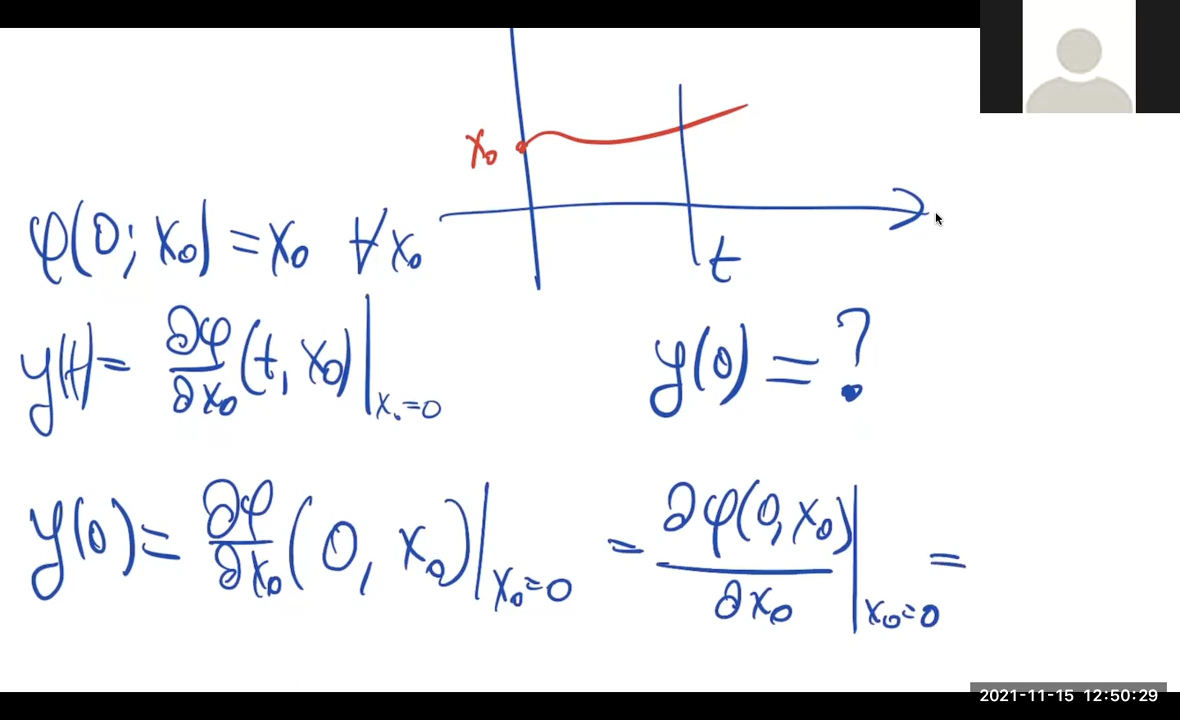 x₀
φ(0; x₀) = x₀ ∀x₀
t
y(t) = ∂φ/∂x₀ (t, x₀)|x₀=0
y(0) = ?
y(0) = ∂φ/∂x₀ (0, x₀)|x₀=0 = ∂φ(0, x₀)/∂x₀|x₀=0 =
2021-11-15 12:50:29